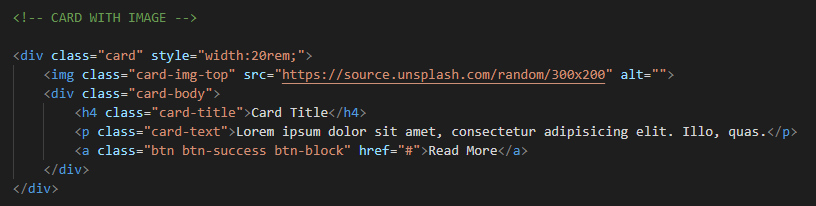 <!-- CARD WITH IMAGE -->
<div class="card" style="width:20rem;">
<img class="card-img-top" src="https://source.unsplash.com/random/300x200" alt="">
<div class="card-body">
<h4 class="card-title">Card Title</h4>
<p class="card-text">Lorem ipsum dolor sit amet, consectetur adipisicing elit. Illo, quas.</p>
<a class="btn btn-success btn-block" href="#">Read More</a>
</div>
</div>